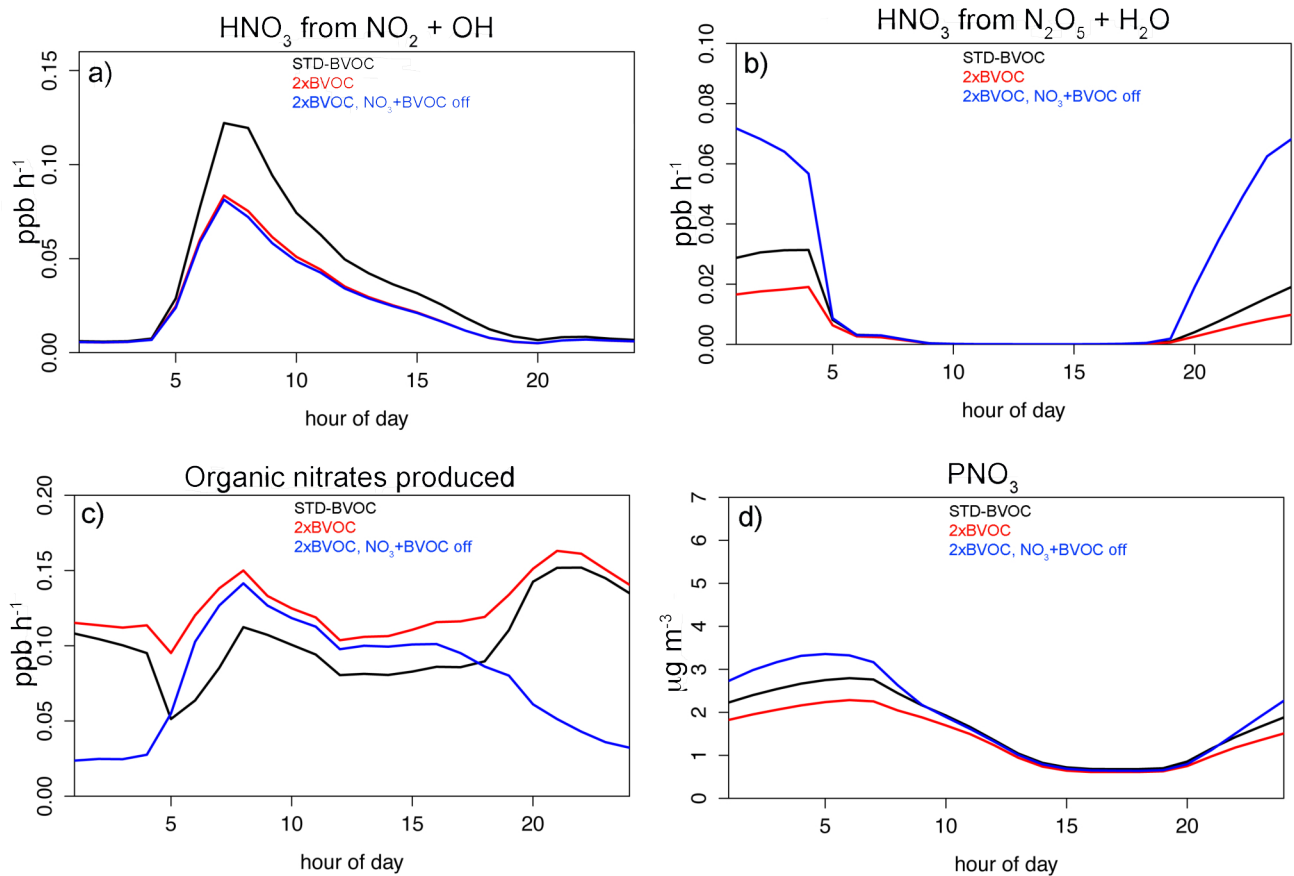 HNO₃ from NO₂ + OH
a)
STD-BVOC
2xBVOC
2xBVOC, NO₃+BVOC off
ppb h⁻¹
0.15
0.10
0.05
0.00
5 10 15 20
hour of day
HNO₃ from N₂O₅ + H₂O
b)
STD-BVOC
2xBVOC
2xBVOC, NO₃+BVOC off
ppb h⁻¹
0.10
0.08
0.06
0.04
0.02
0.00
5 10 15 20
hour of day
Organic nitrates produced
c)
STD-BVOC
2xBVOC
2xBVOC, NO₃+BVOC off
ppb h⁻¹
0.20
0.15
0.10
0.05
0.00
5 10 15 20
hour of day
PNO₃
d)
STD-BVOC
2xBVOC
2xBVOC, NO₃+BVOC off
µg m⁻³
7
6
5
4
3
2
1
0
5 10 15 20
hour of day